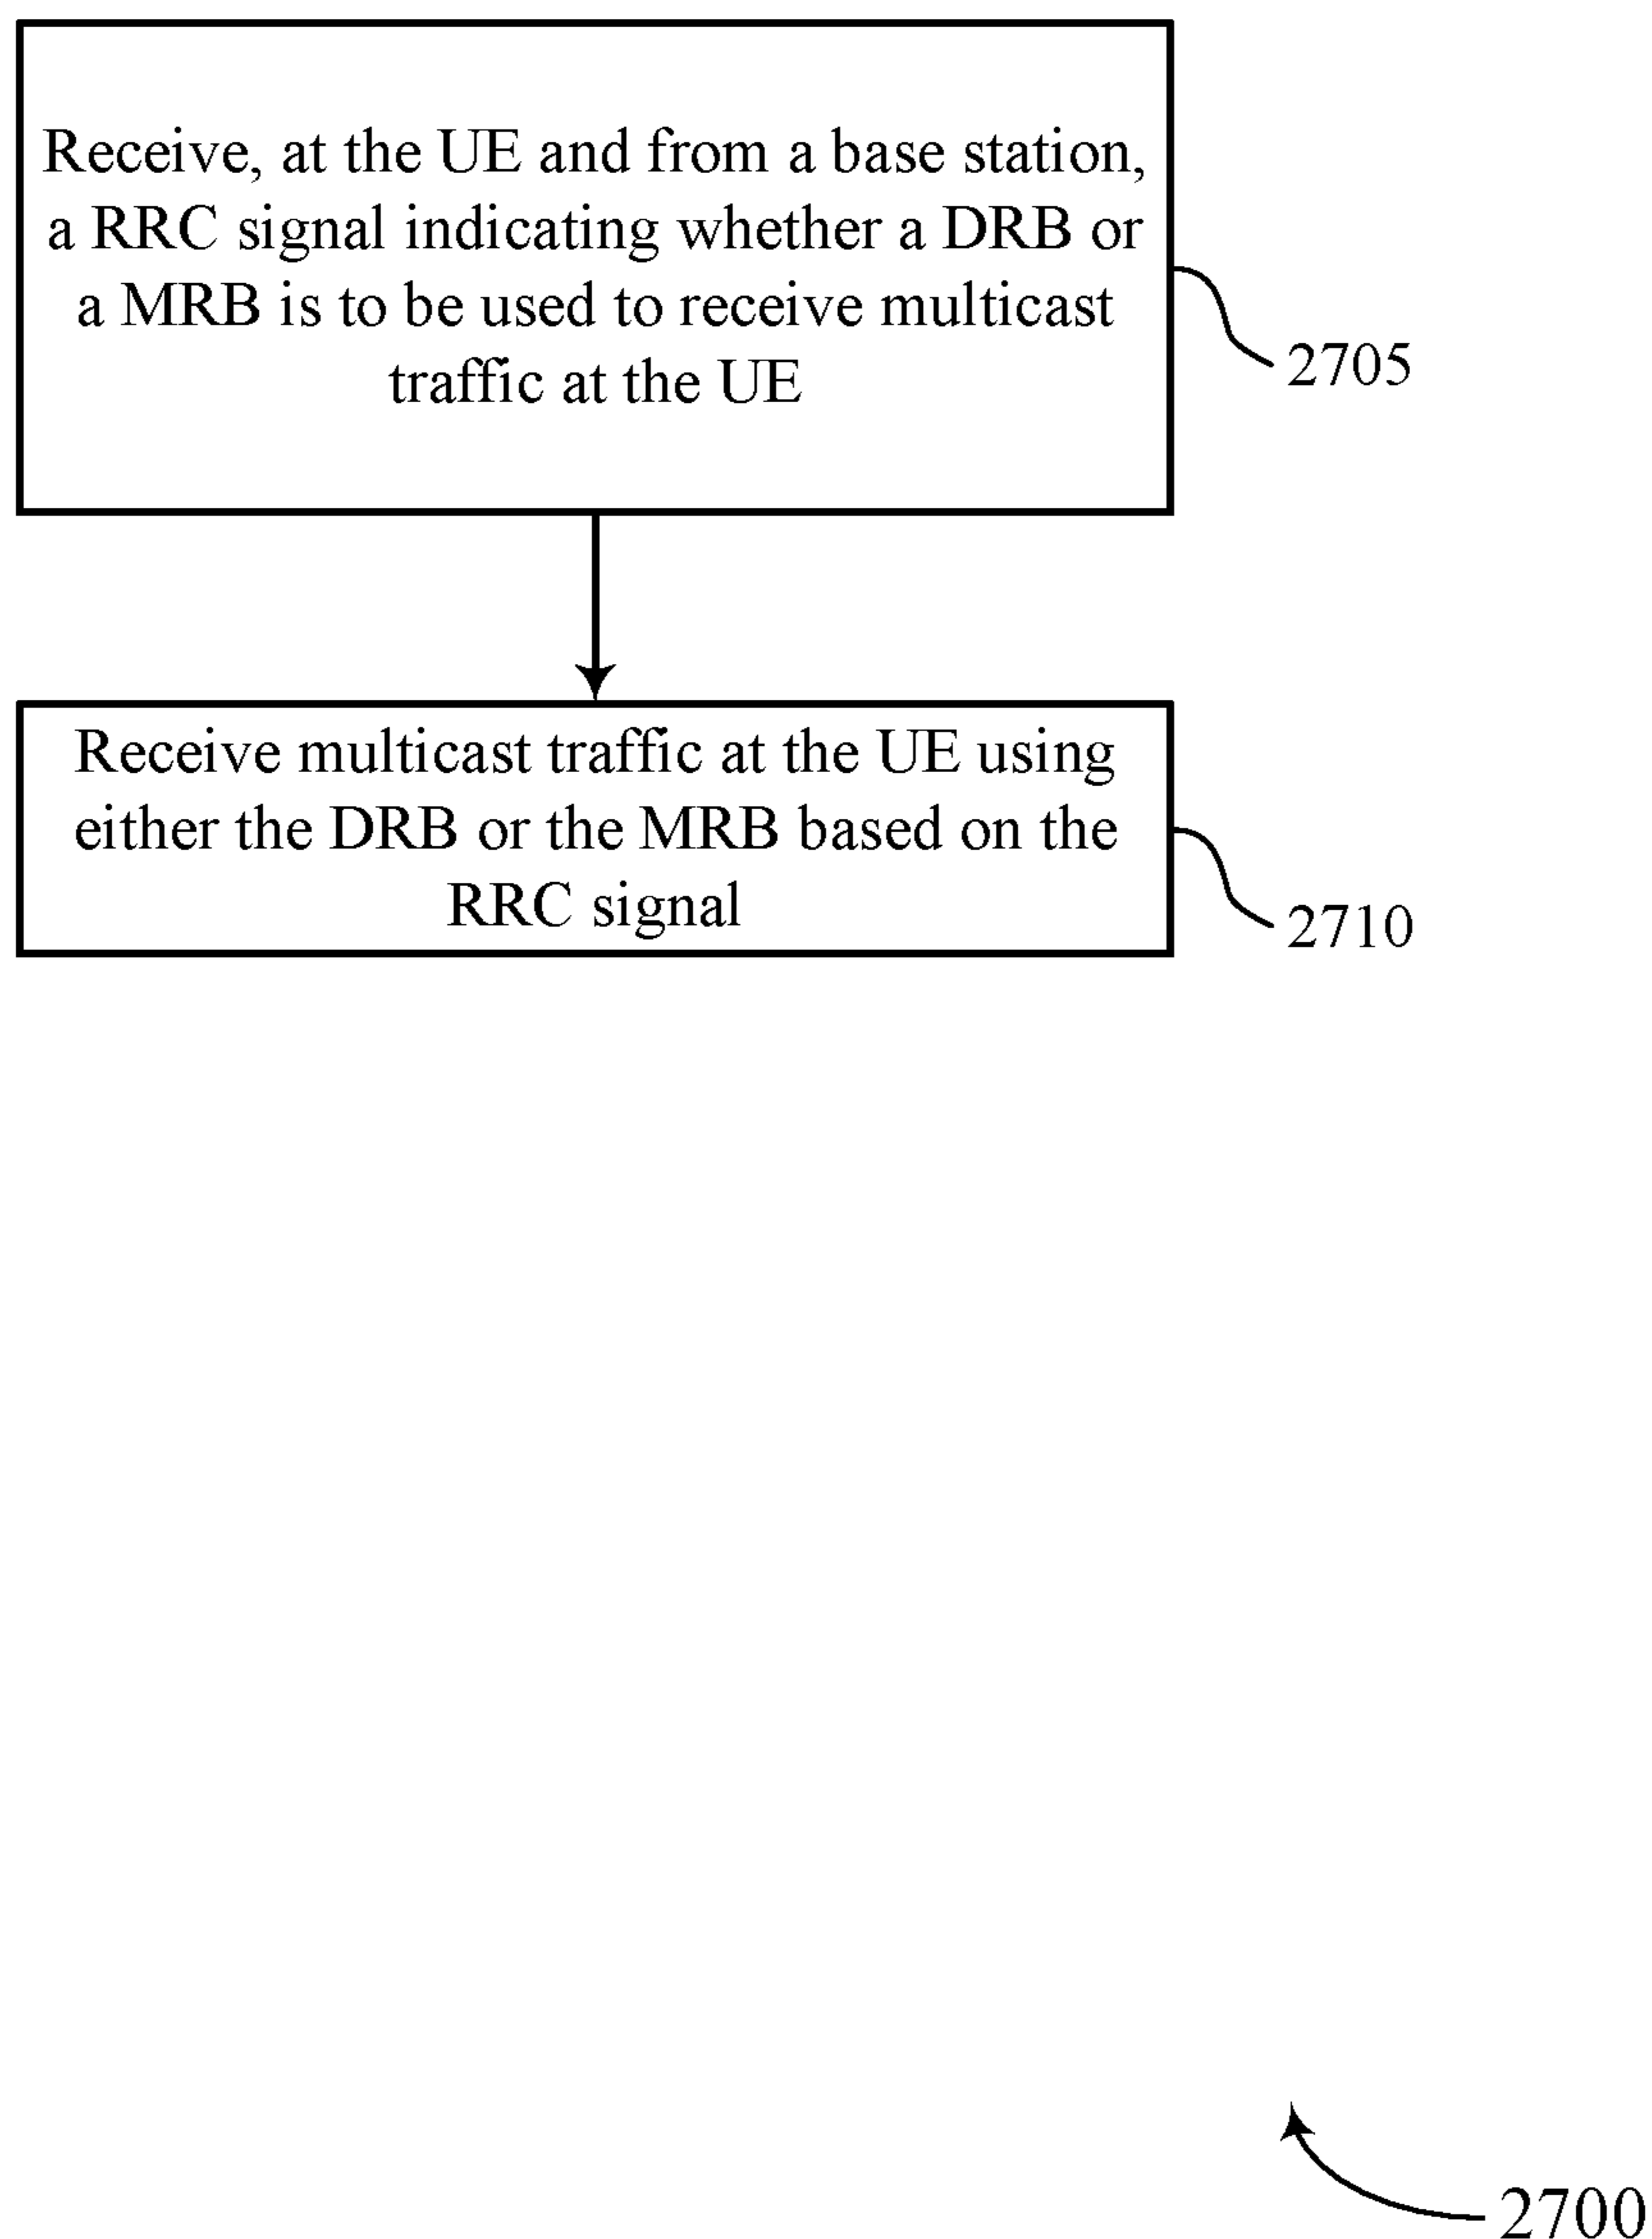 Receive, at the UE and from a base station,
a RRC signal indicating whether a DRB or
a MRB is to be used to receive multicast
traffic at the UE
2705
Receive multicast traffic at the UE using
either the DRB or the MRB based on the
RRC signal
2710
2700